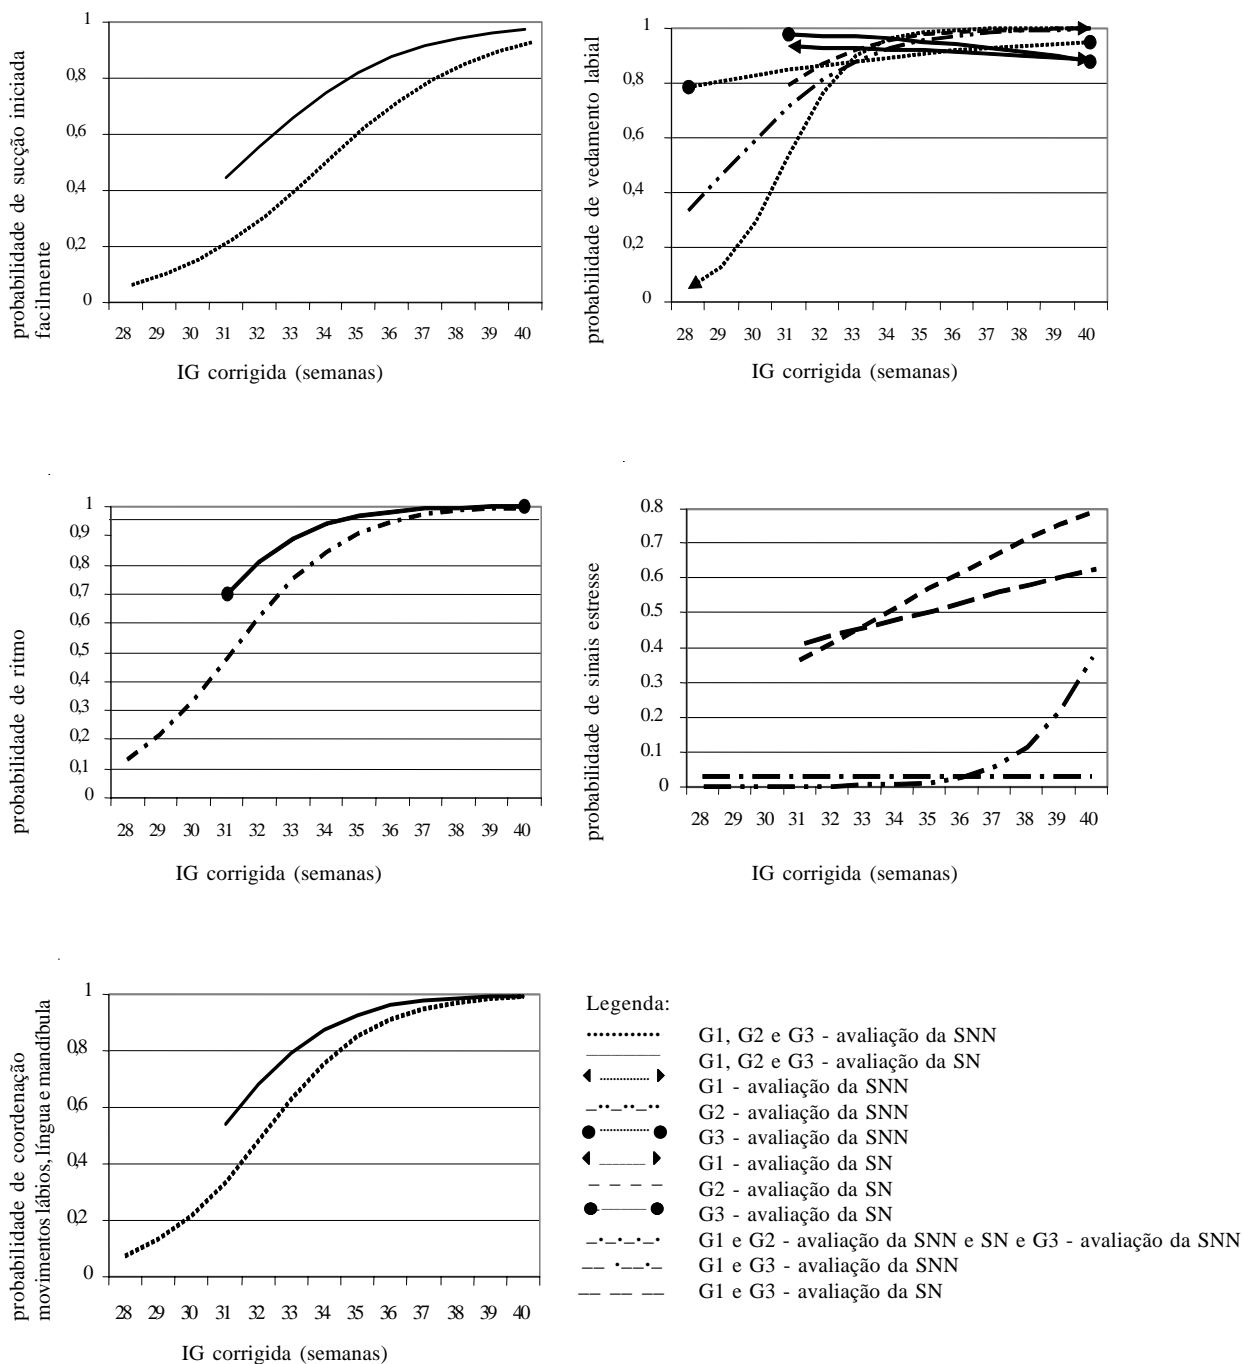 probabilidade de sucção iniciada
facilmente
1
0,8
0,6
0,4
0,2
0
28 29 30 31 32 33 34 35 36 37 38 39 40
IG corrigida (semanas)
probabilidade de vedamento labial
1
0,8
0,6
0,4
0,2
0
28 29 30 31 32 33 34 35 36 37 38 39 40
IG corrigida (semanas)
probabilidade de ritmo
1
0,9
0,8
0,7
0,6
0,5
0,4
0,3
0,2
0,1
0
28 29 30 31 32 33 34 35 36 37 38 39 40
IG corrigida (semanas)
probabilidade de sinais estresse
0.8
0.7
0.6
0.5
0.4
0.3
0.2
0.1
0
28 29 30 31 32 33 34 35 36 37 38 40
IG corrigida (semanas)
probabilidade de coordenação
movimentos lábios, língua e mandíbula
1
0,8
0,6
0,4
0,2
0
28 29 30 31 32 33 34 35 36 37 38 39 40
IG corrigida (semanas)
Legenda:
G1, G2 e G3 - avaliação da SNN
G1, G2 e G3 - avaliação da SN
G1 - avaliação da SNN
G2 - avaliação da SNN
G3 - avaliação da SNN
G1 - avaliação da SN
G2 - avaliação da SN
G3 - avaliação da SN
G1 e G2 - avaliação da SNN e SN e G3 - avaliação da SNN
G1 e G3 - avaliação da SNN
G1 e G3 - avaliação da SN